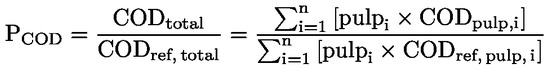 P_COD = COD_total / COD_ref, total = ∑_{i=1}^{n} [pulp_i × COD_pulp,i] / ∑_{i=1}^{n} [pulp_i × COD_ref, pulp, i]